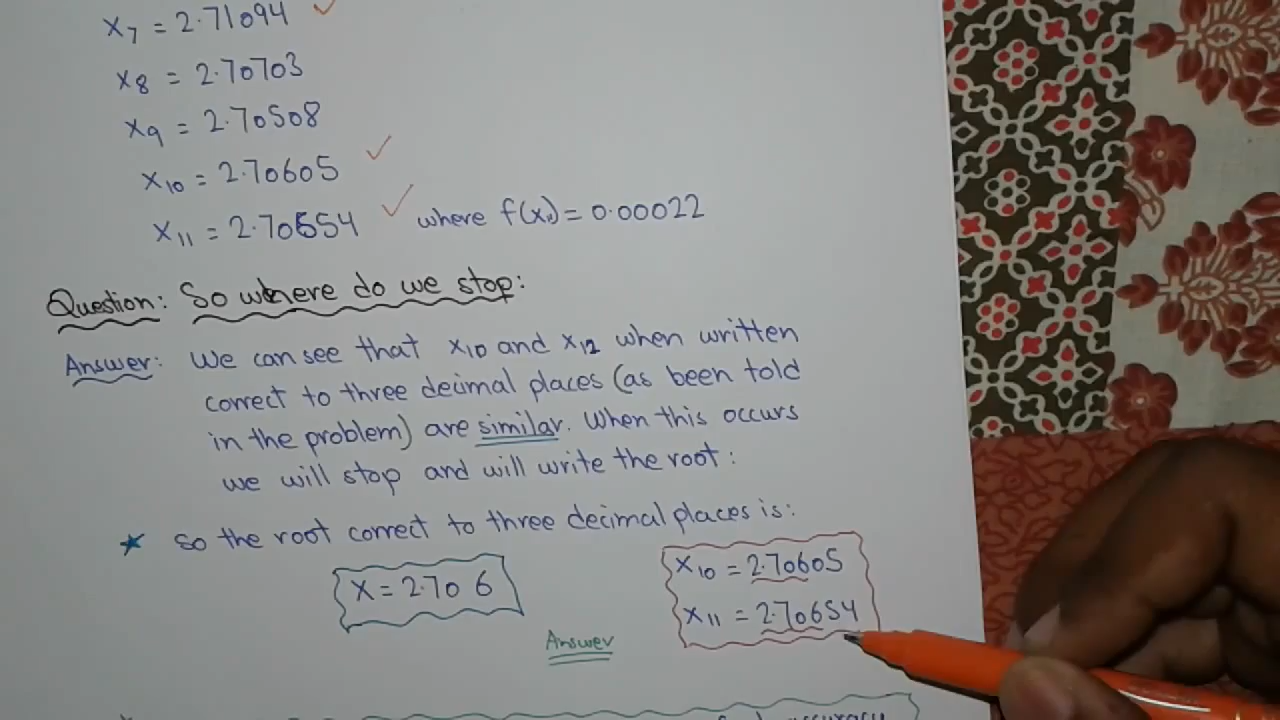 x7 = 2.71094 ✓
x8 = 2.70703
x9 = 2.70508
x10 = 2.70605 ✓
x11 = 2.70654 ✓ where f(x11) = 0.00022
Question: So where do we stop:
Answer: We can see that x10 and x12 when written
correct to three decimal places (as been told
in the problem) are similar. When this occurs
we will stop and will write the root:
★ So the root correct to three decimal places is:
x = 2.706
x10 = 2.70605
x11 = 2.70654
Answer
accuracy